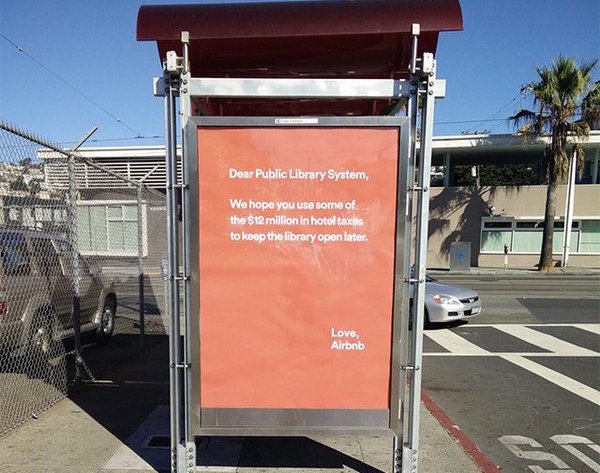 Dear Public Library System,
We hope you use some of
the $12 million in hotel taxes
to keep the library open later.
Love,
Airbnb